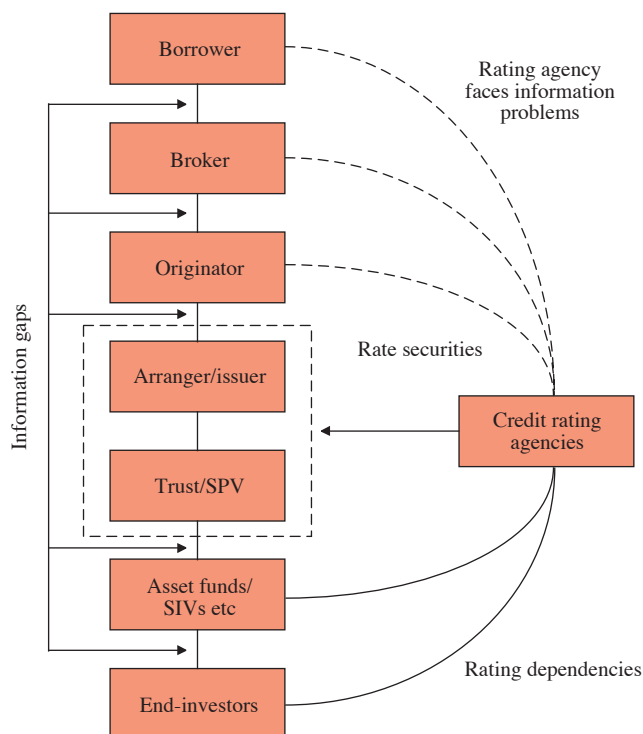 Borrower
Rating agency
faces information
problems
Broker
Originator
Information gaps
Rate securities
Arranger/issuer
Credit rating
agencies
Trust/SPV
Asset funds/
SIVs etc
Rating dependencies
End-investors